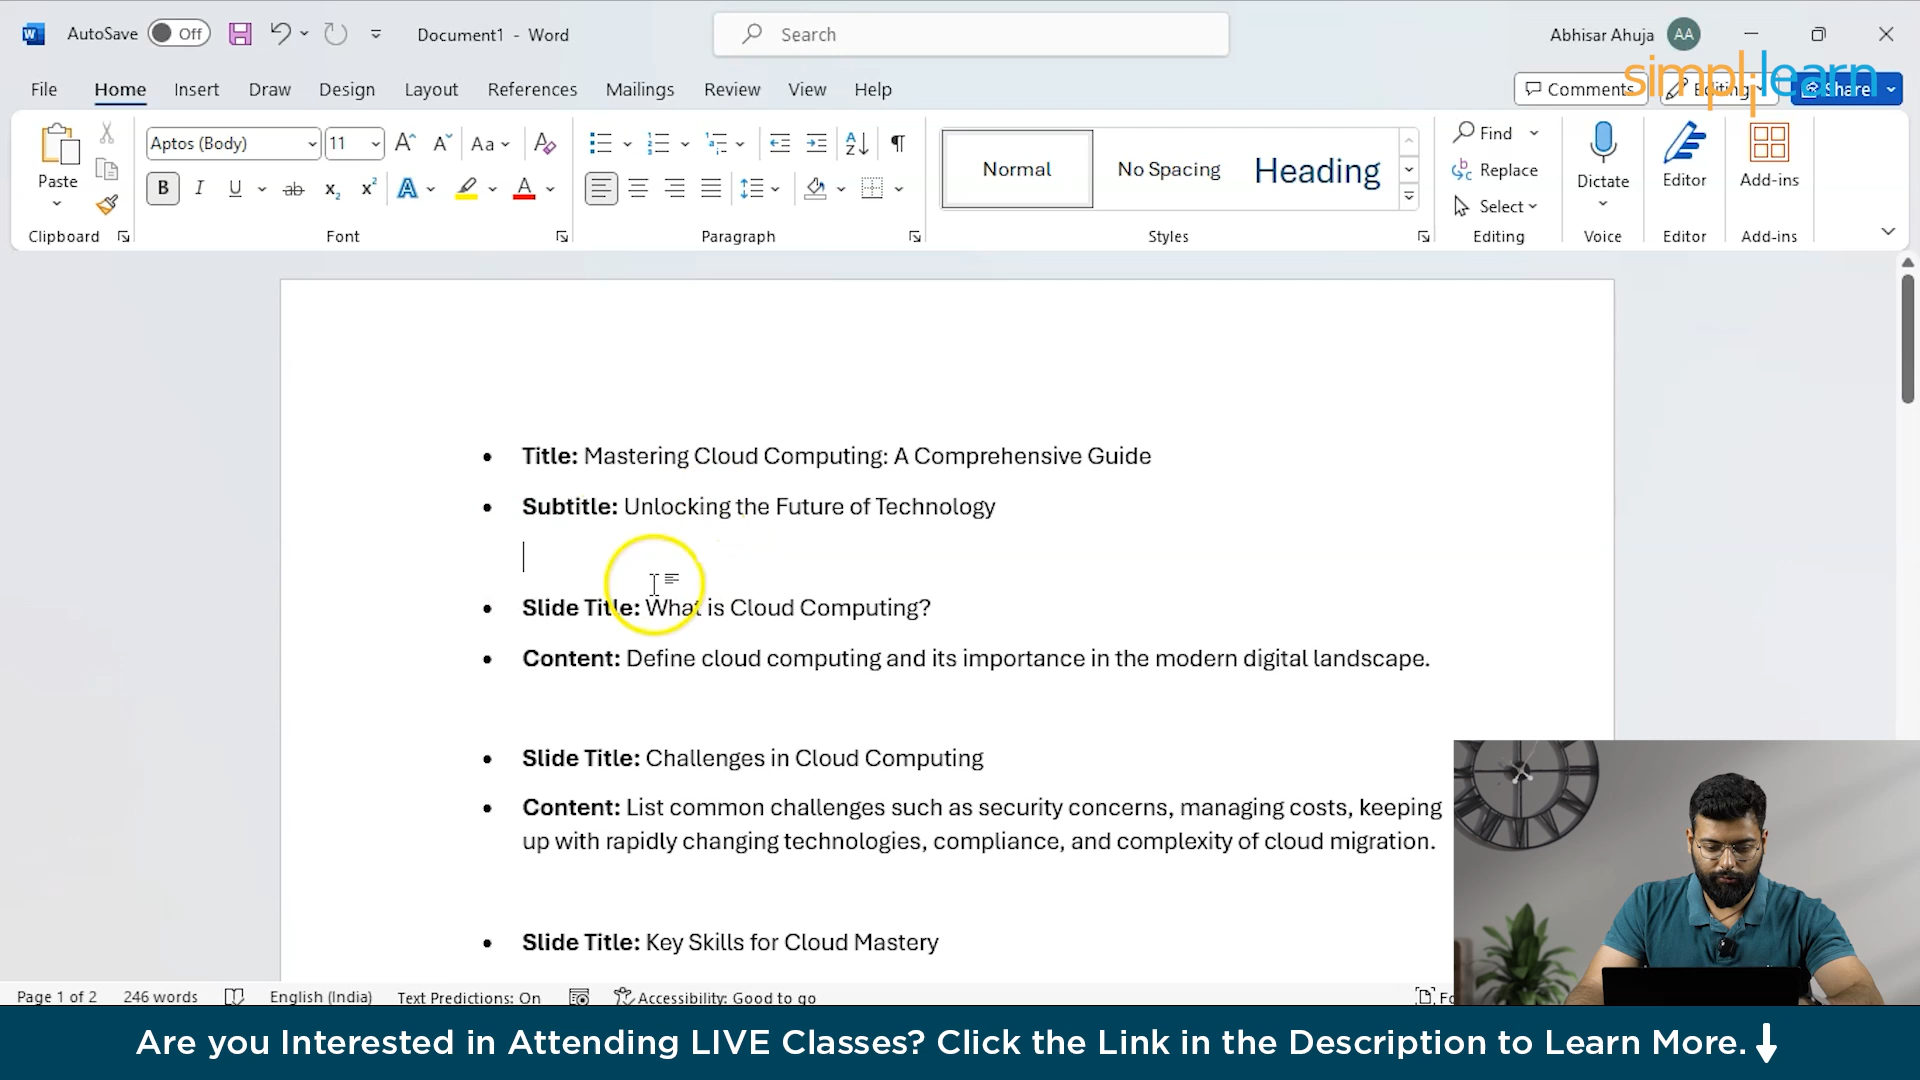 AutoSave Off Document1 - Word Search Abhisar Ahuja AA
simplilearn
File Home Insert Draw Design Layout References Mailings Review View Help Comments Editing Share
Paste Aptos (Body) 11 Aa Normal No Spacing Heading Find Replace Select Dictate Editor Add-ins
Clipboard Font Paragraph Styles Editing Voice Editor Add-ins
• Title: Mastering Cloud Computing: A Comprehensive Guide
• Subtitle: Unlocking the Future of Technology
• Slide Title: What is Cloud Computing?
• Content: Define cloud computing and its importance in the modern digital landscape.
• Slide Title: Challenges in Cloud Computing
• Content: List common challenges such as security concerns, managing costs, keeping
up with rapidly changing technologies, compliance, and complexity of cloud migration.
• Slide Title: Key Skills for Cloud Mastery
Page 1 of 2 246 words English (India) Text Predictions: On Accessibility: Good to go
Are you Interested in Attending LIVE Classes? Click the Link in the Description to Learn More.